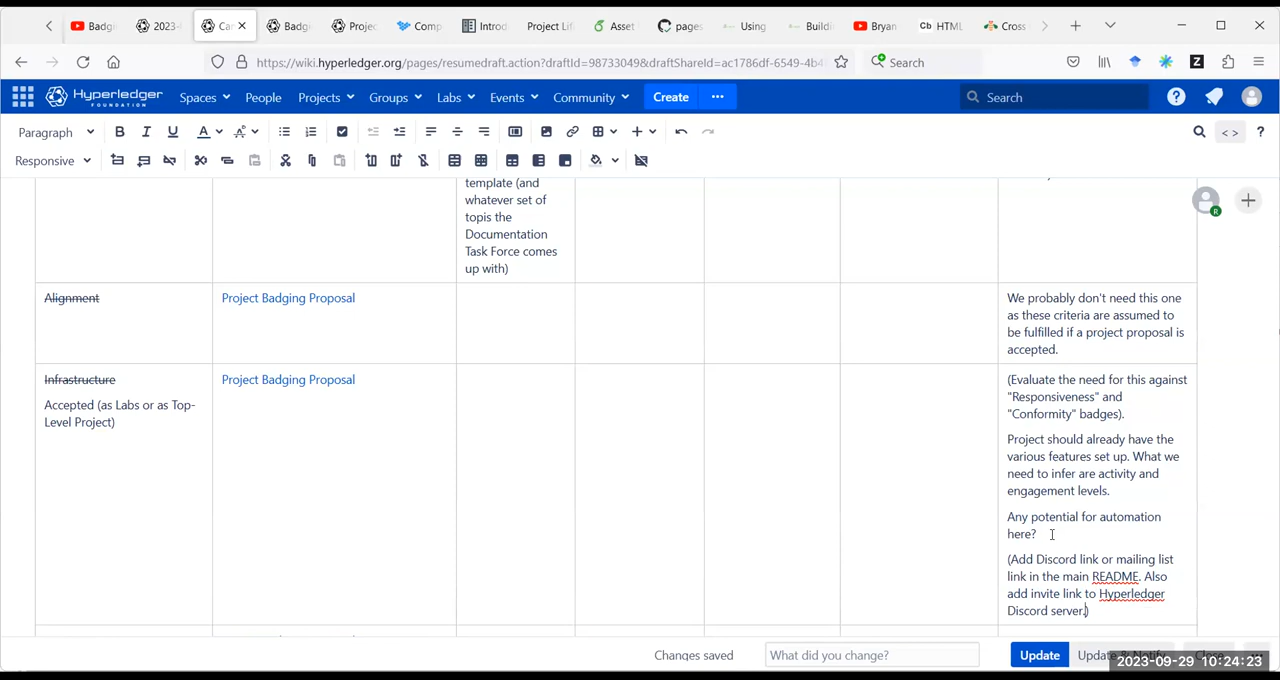 Badg
2023-
Car
Badg
Proje
Comp
Introd
Project Lif
Asset
pages
Using
Buildi
Bryan
Cb HTML
Cross
https://wiki.hyperledger.org/pages/resumedraft.action?draftId=98733049&draftShareId=ac1786df-6549-4b4
Search
Z
HYPERLEDGER
FOUNDATION
Spaces
People
Projects
Groups
Labs
Events
Community
Create
Search
Paragraph
B I U A
Responsive
template (and
whatever set of
topis the
Documentation
Task Force comes
up with)
R
Alignment
Project Badging Proposal
We probably don't need this one
as these criteria are assumed to
be fulfilled if a project proposal is
accepted.
Infrastructure
Accepted (as Labs or as Top-
Level Project)
Project Badging Proposal
(Evaluate the need for this against
"Responsiveness" and
"Conformity" badges).
Project should already have the
various features set up. What we
need to infer are activity and
engagement levels.
Any potential for automation
here?
(Add Discord link or mailing list
link in the main README. Also
add invite link to Hyperledger
Discord server.)
Changes saved
What did you change?
Update
Update & Notify
Close
2023-09-29 10:24:23